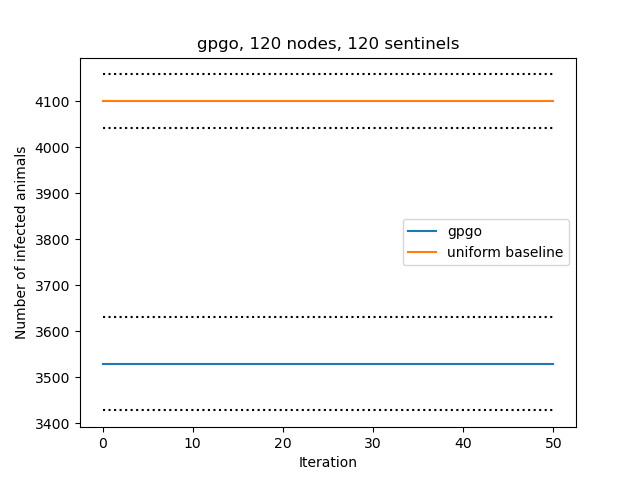 gpgo, 120 nodes, 120 sentinels
Number of infected animals
4100
4000
3900
3800
3700
3600
3500
3400
gpgo
uniform baseline
0 10 20 30 40 50
Iteration